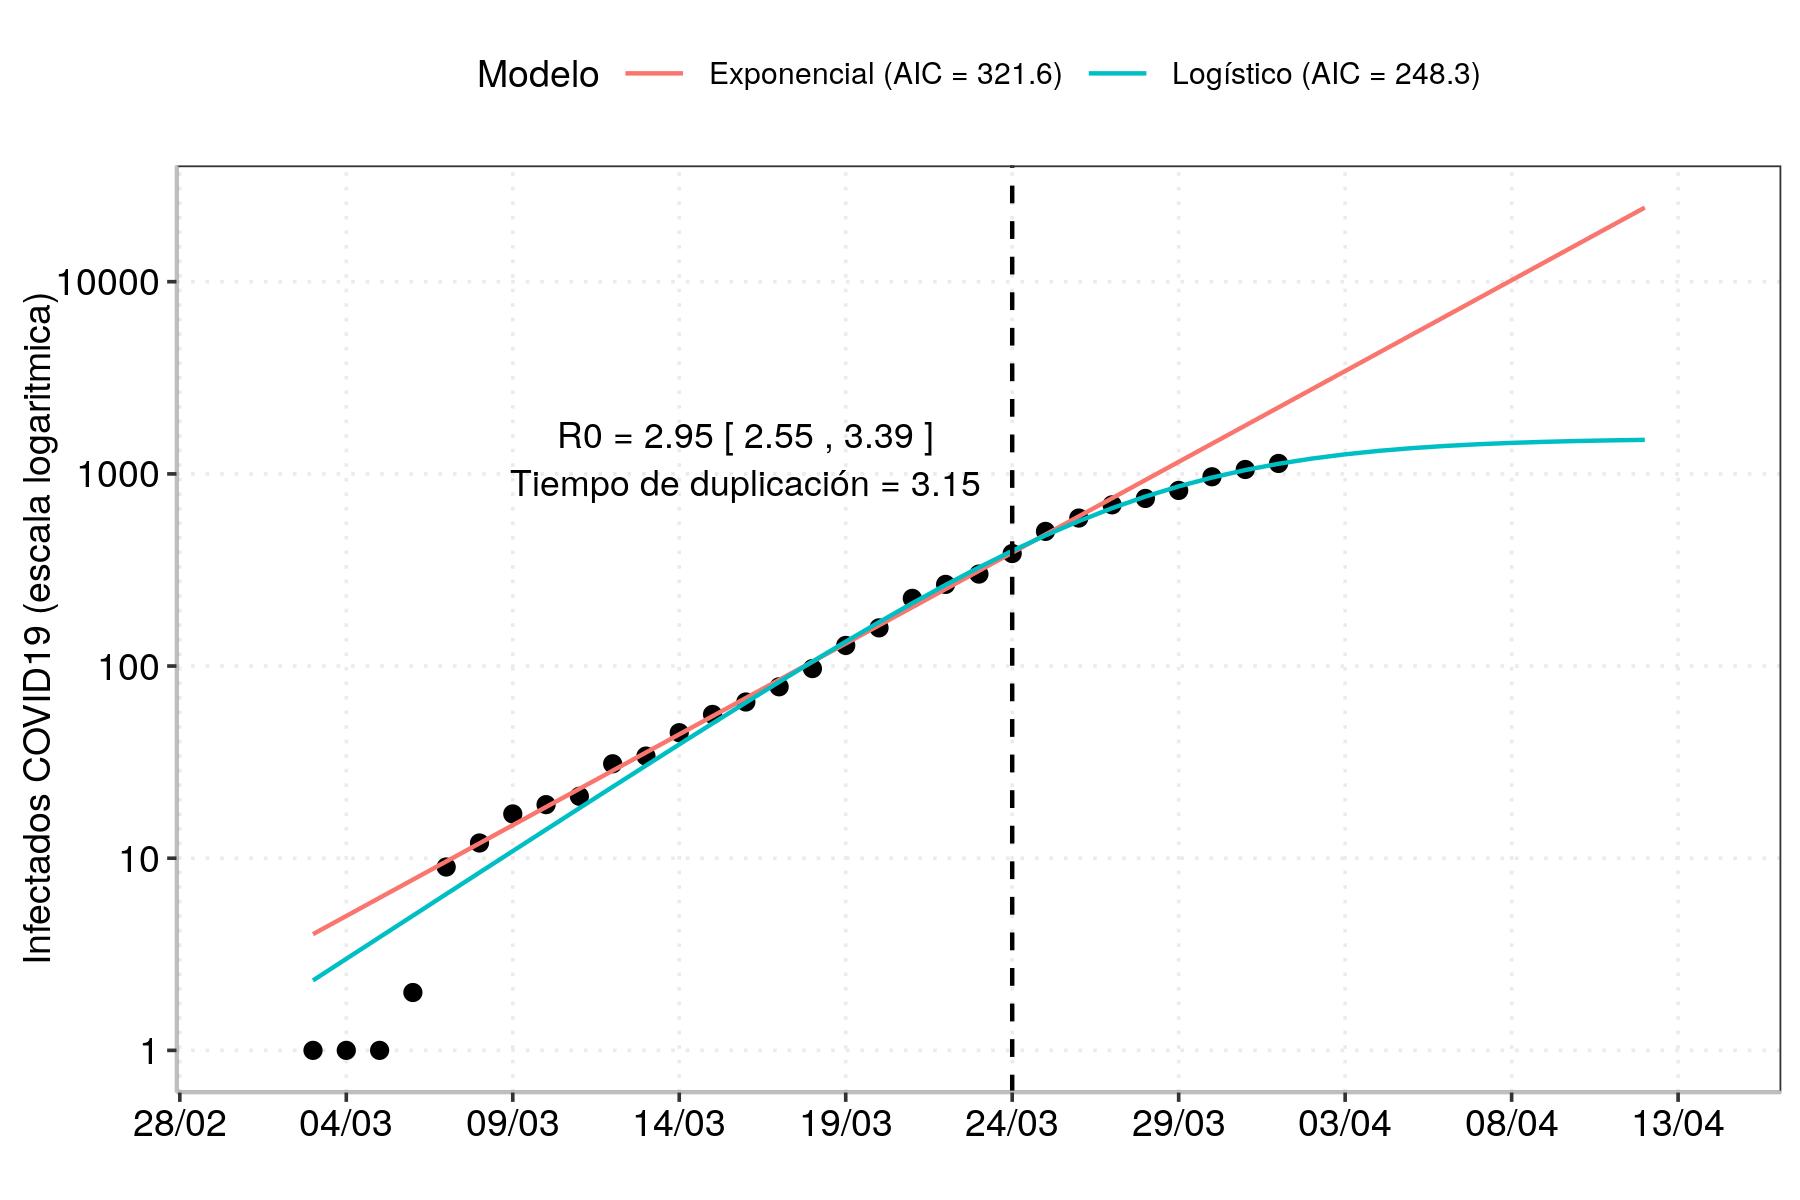 Modelo Exponencial (AIC = 321.6) Logístico (AIC = 248.3)
Infectados COVID19 (escala logaritmica)
10000
1000
100
10
1
R0 = 2.95 [ 2.55 , 3.39 ]
Tiempo de duplicación = 3.15
28/02 04/03 09/03 14/03 19/03 24/03 29/03 03/04 08/04 13/04